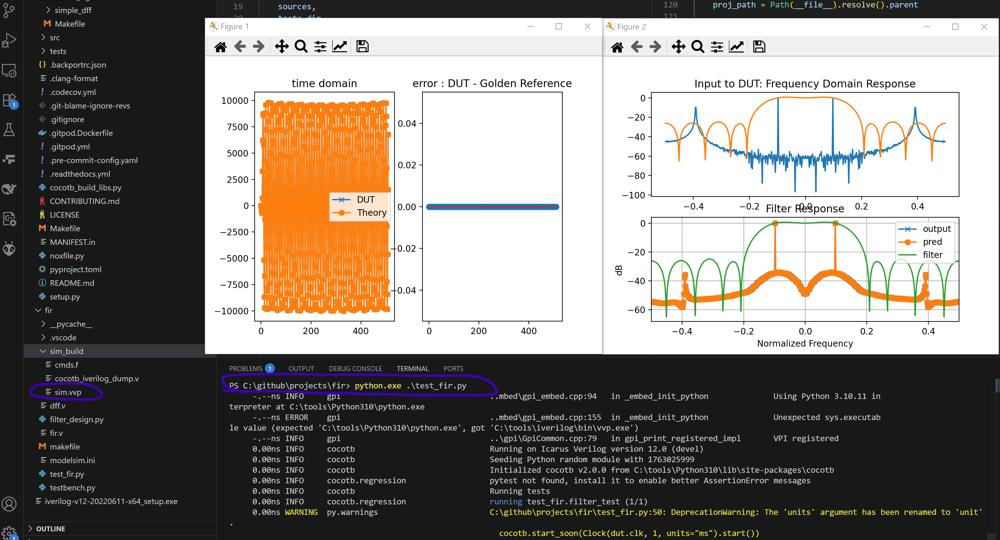 simple_dff
Makefile
src
tests
.backportrc.json
.clang-format
.codecov.yml
.git-blame-ignore-revs
.gitignore
.gitpod.Dockerfile
.gitpod.yml
.pre-commit-config.yaml
.readthedocs.yml
cocotb_build_libs.py
CONTRIBUTING.md
LICENSE
Makefile
MANIFEST.in
noxfile.py
pyproject.toml
README.md
setup.py
fir
__pycache__
.vscode
sim_build
cmds.f
cocotb_iverilog_dump.v
sim.vvp
dff.v
filter_design.py
fir.v
makefile
modelsim.ini
test_fir.py
testbench.py
iverilog-v12-20220611-x64_setup.exe
OUTLINE
1
1
19 sources,
120 proj_path = Path(__file__).resolve().parent
121
Figure 1
time domain
10000
7500
5000
2500
0
−2500
−5000
−7500
−10000
0 200 400
DUT
Theory
error : DUT - Golden Reference
0.04
0.02
0.00
−0.02
−0.04
0 200 400
Figure 2
Input to DUT: Frequency Domain Response
0
−20
−40
−60
−80
−100
−0.4 −0.2 0.0 0.2 0.4
Filter Response
0
−20
−40
−60
dB
output
pred
filter
−0.4 −0.2 0.0 0.2 0.4
Normalized Frequency
PROBLEMS 1 OUTPUT DEBUG CONSOLE TERMINAL PORTS
PS C:\github\projects\fir> python.exe .\test_fir.py
-.--ns INFO gpi ..mbed\gpi_embed.cpp:94 in _embed_init_python Using Python 3.10.11 in
terpreter at C:\tools\Python310\python.exe
-.--ns ERROR gpi ..mbed\gpi_embed.cpp:155 in _embed_init_python Unexpected sys.executab
le value (expected 'C:\tools\Python310\python.exe', got 'C:\tools\iverilog\bin\vvp.exe')
-.--ns INFO gpi ..\gpi\GpiCommon.cpp:79 in gpi_print_registered_impl VPI registered
0.00ns INFO cocotb Running on Icarus Verilog version 12.0 (devel)
0.00ns INFO cocotb Seeding Python random module with 1763025999
0.00ns INFO cocotb Initialized cocotb v2.0.0 from C:\tools\Python310\lib\site-packages\cocotb
0.00ns INFO cocotb.regression pytest not found, install it to enable better AssertionError messages
0.00ns INFO cocotb Running tests
0.00ns INFO cocotb.regression running test_fir.filter_test (1/1)
0.00ns WARNING py.warnings C:\github\projects\fir\test_fir.py:50: DeprecationWarning: The 'units' argument has been renamed to 'unit'
.
cocotb.start_soon(Clock(dut.clk, 1, units="ms").start())